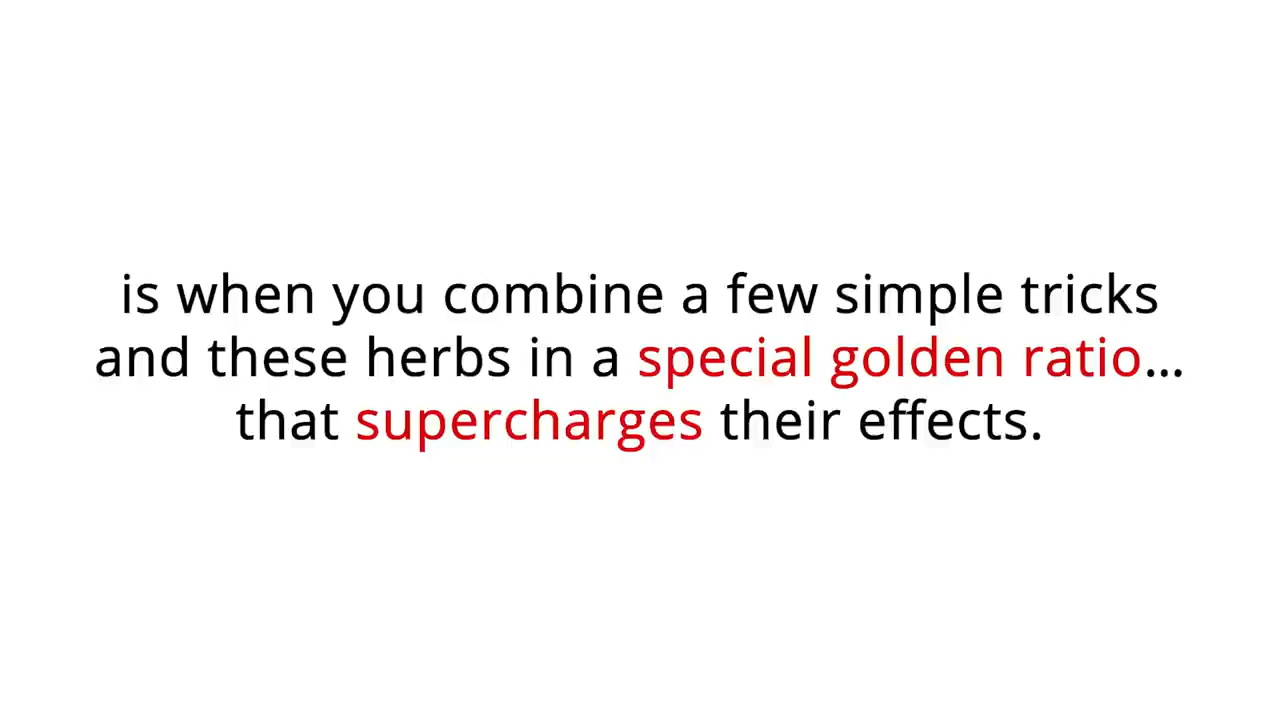 is when you combine a few simple tricks
and these herbs in a special golden ratio...
that supercharges their effects.